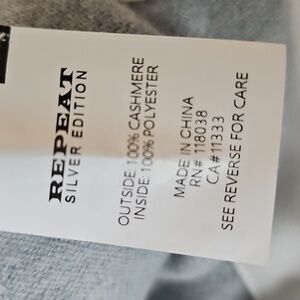 REPEAT
SILVER EDITION
OUTSIDE: 100% CASHMERE
INSIDE: 100% POLYESTER
MADE IN CHINA
RN# 118038
CA# 11333
SEE REVERSE FOR CARE